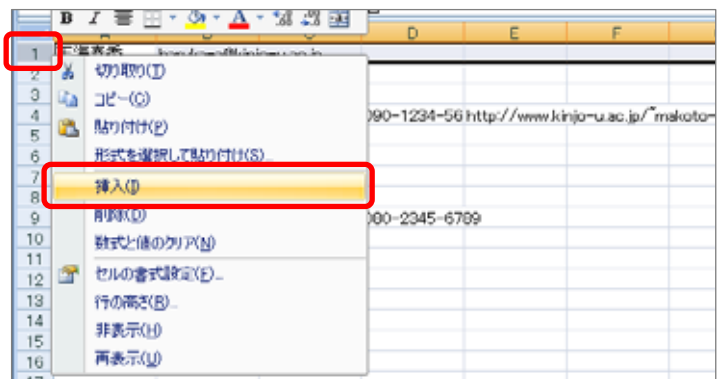 B I
D E F
1
2 切り取り(T)
3 コピー(C)
4 090-1234-56 http://www.kinjo-u.ac.jp/~makoto-
5 貼り付け(P)
6 形式を選択して貼り付け(S)...
7 挿入(I)
8
9 削除(D) 080-2345-6789
10 数式と値のクリア(N)
11
12 セルの書式設定(F)...
13 行の高さ(R)...
14
15 非表示(H)
16 再表示(U)